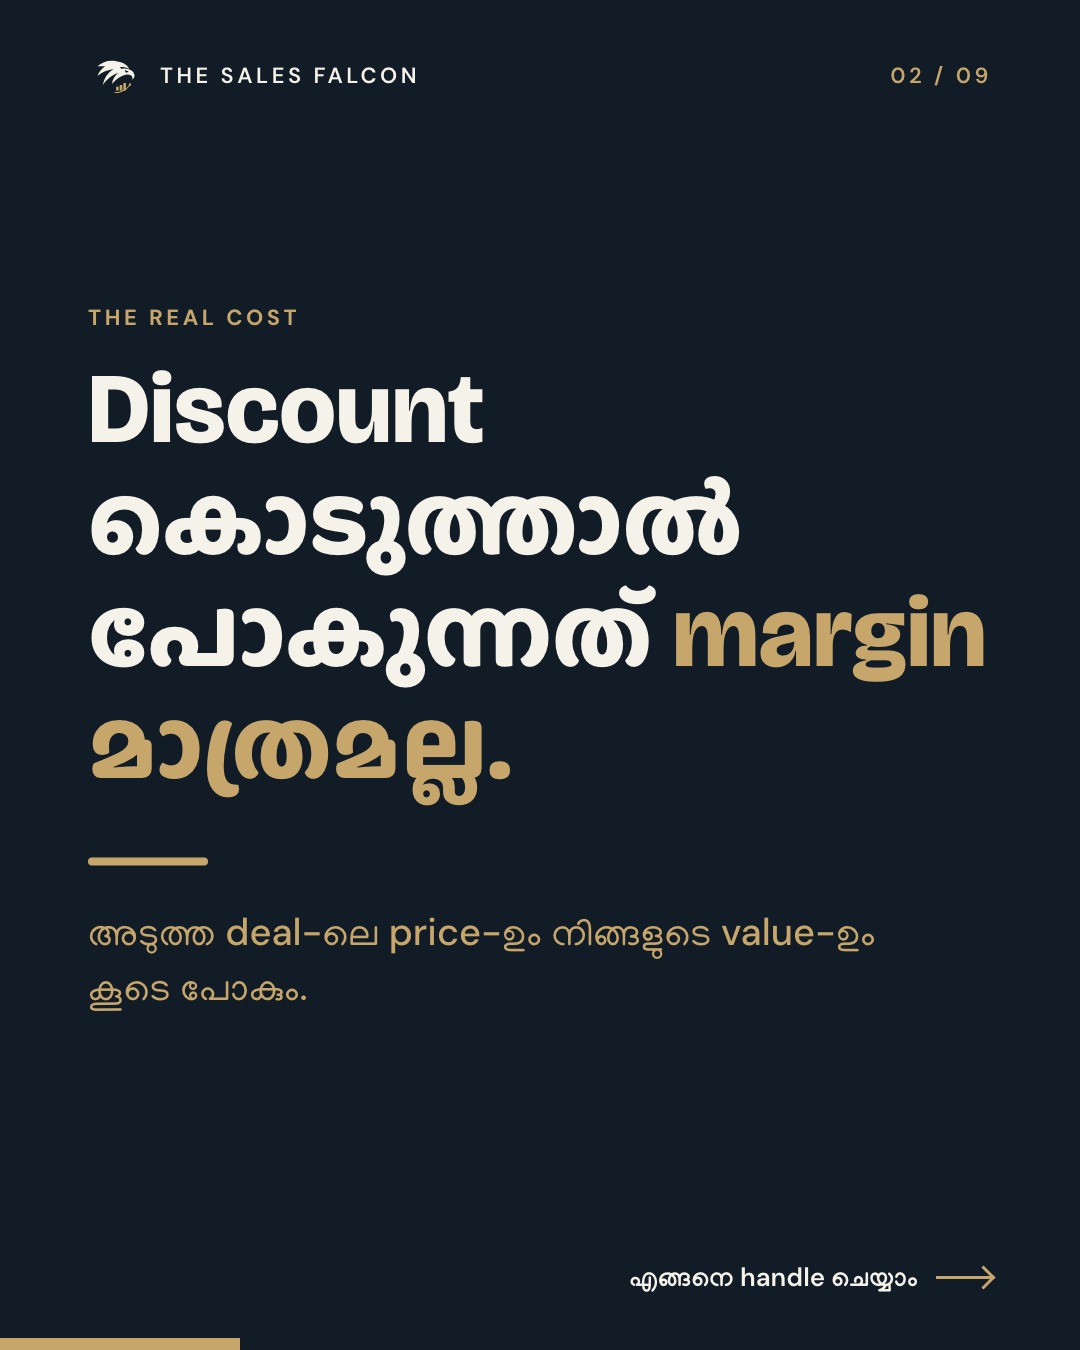 THE SALES FALCON
02 / 09
THE REAL COST
Discount
കൊടുത്താൽ
പോകുന്നത് margin
മാത്രമല്ല.
അടുത്ത deal-ലെ price-ഉം നിങ്ങളുടെ value-ഉം
കൂടെ പോകും.
എങ്ങനെ handle ചെയ്യാം